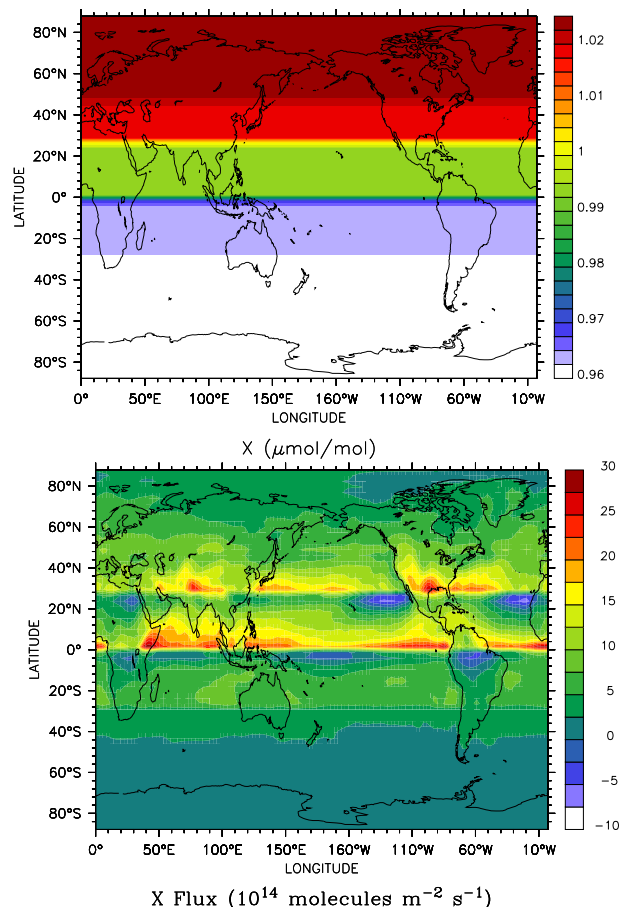 80°N
60°N
40°N
20°N
0°
20°S
40°S
60°S
80°S
LATITUDE
0° 50°E 100°E 150°E 160°W 110°W 60°W 10°W
LONGITUDE
1.02
1.01
1
0.99
0.98
0.97
0.96
X (μmol/mol)
80°N
60°N
40°N
20°N
0°
20°S
40°S
60°S
80°S
LATITUDE
0° 50°E 100°E 150°E 160°W 110°W 60°W 10°W
LONGITUDE
30
25
20
15
10
5
0
−5
−10
X Flux (10¹⁴ molecules m⁻² s⁻¹)